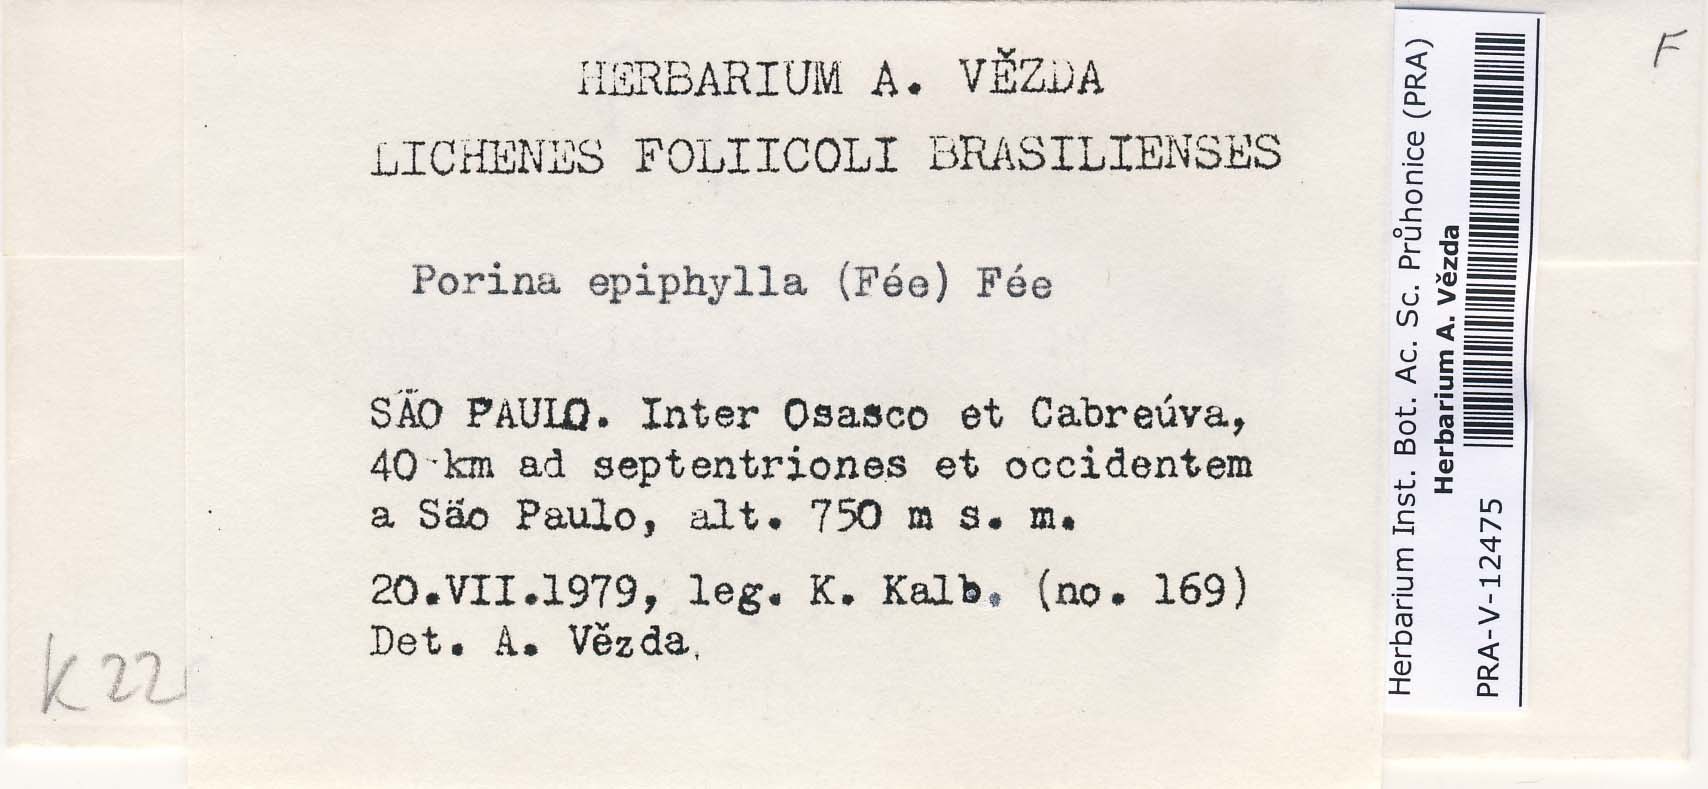 HERBARIUM A. VĚZDA
LICHENES FOLIICOLI BRASILIENSES
Porina epiphylla (Fée) Fée
SÃO PAULO. Inter Osasco et Cabreúva,
40 km ad septentriones et occidentem
a São Paulo, alt. 750 m s. m.
20.VII.1979, leg. K. Kalb. (no. 169)
Det. A. Vězda.
K 22
F
Herbarium Inst. Bot. Ac. Sc. Průhonice (PRA)
Herbarium A. Vězda
PRA-V-12475